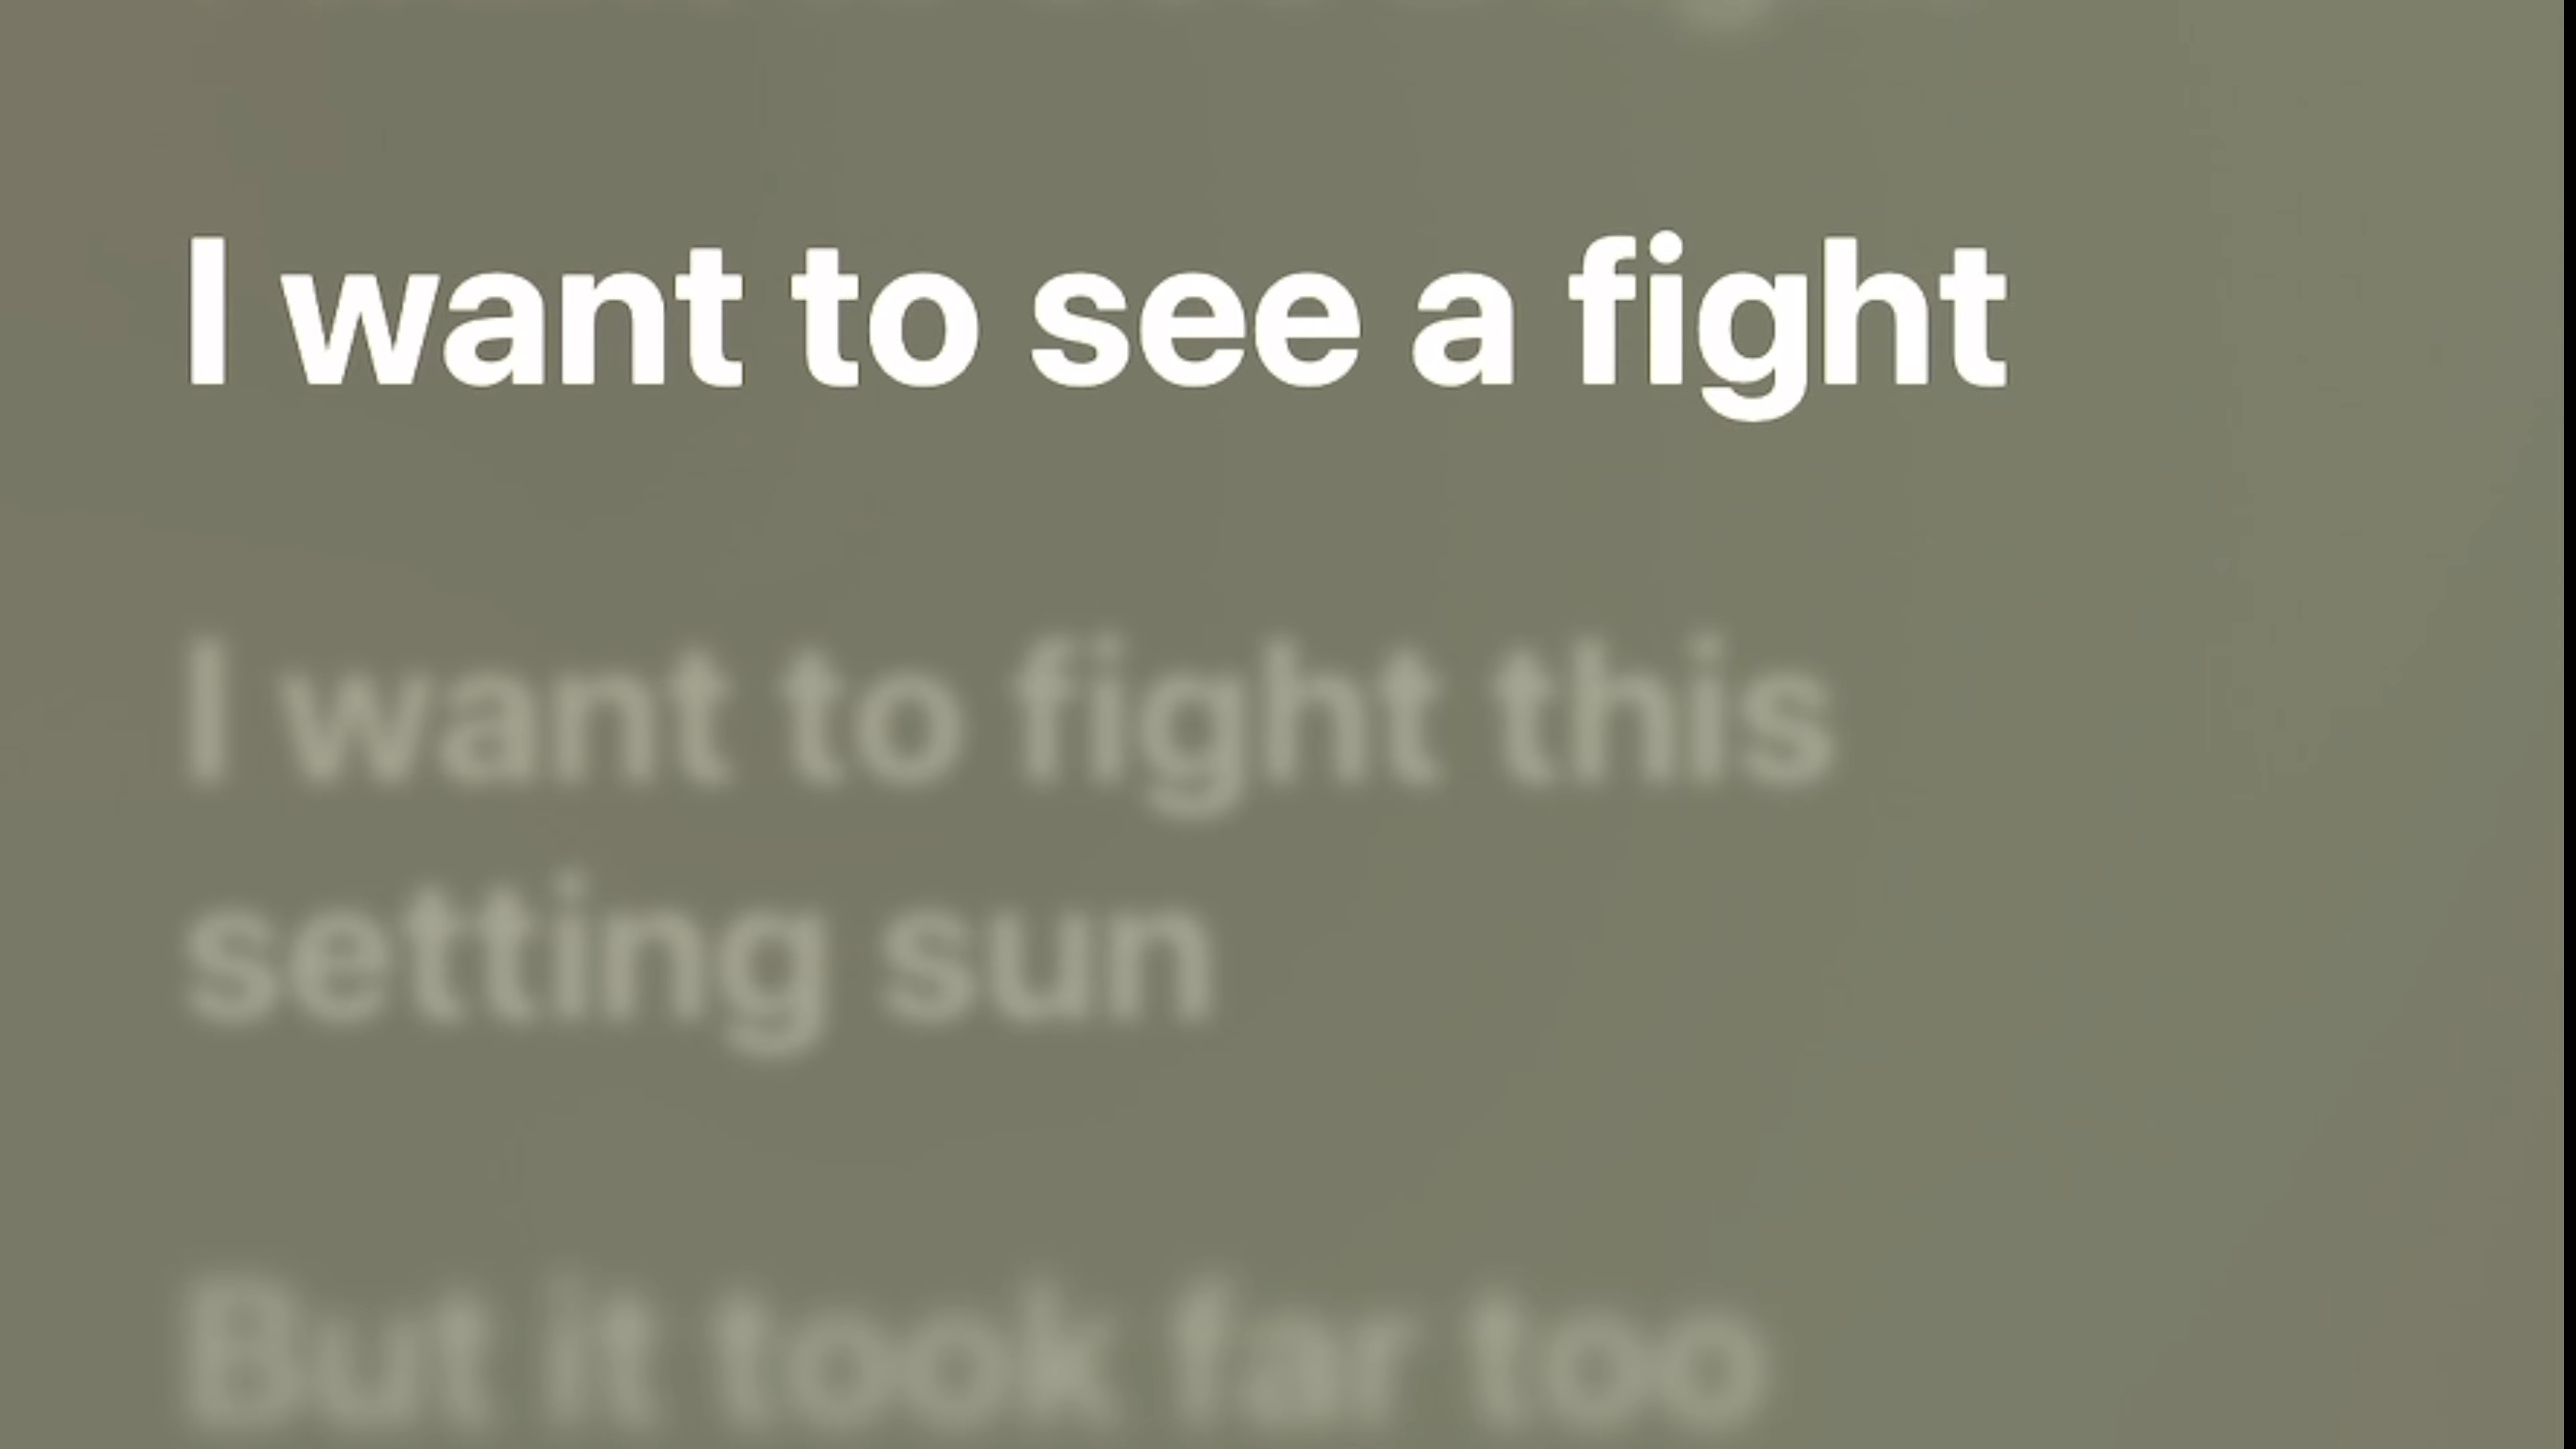 I want to see a fight
I want to fight this
setting sun
But it took far too